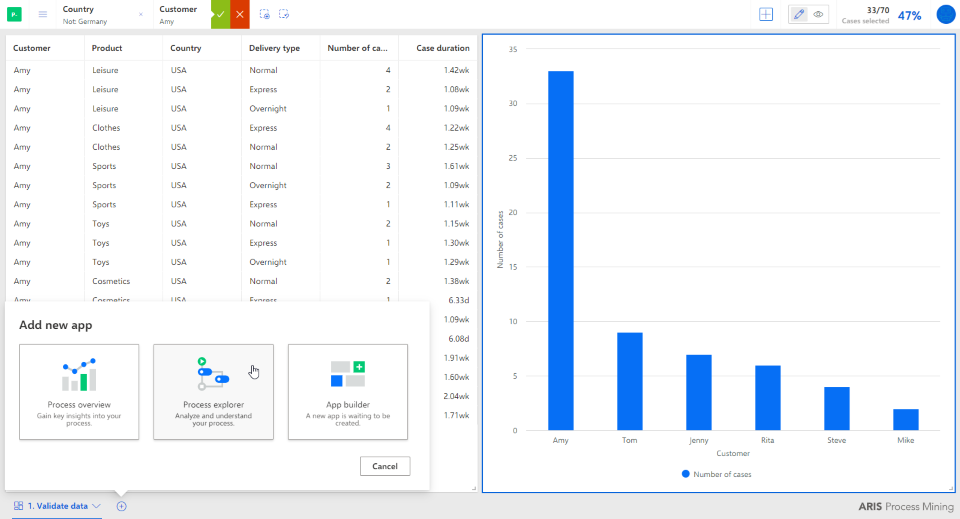 P·
Country
Not: Germany
×
Customer
Amy
33/70
Cases selected
47%
Customer Product Country Delivery type Number of ca... Case duration
Amy Leisure USA Normal 4 1.42wk
Amy Leisure USA Express 2 1.08wk
Amy Leisure USA Overnight 1 1.09wk
Amy Clothes USA Express 4 1.22wk
Amy Clothes USA Normal 2 1.25wk
Amy Sports USA Normal 3 1.61wk
Amy Sports USA Overnight 2 1.09wk
Amy Sports USA Express 1 1.11wk
Amy Toys USA Normal 2 1.15wk
Amy Toys USA Express 1 1.30wk
Amy Toys USA Overnight 1 1.29wk
Amy Cosmetics USA Normal 2 1.38wk
Amy Cosmetics USA Express 1 6.33d
1.09wk
6.08d
1.91wk
1.60wk
2.04wk
1.71wk
Add new app
Process overview
Gain key insights into your
process.
Process explorer
Analyze and understand
your process.
App builder
A new app is waiting to be
created.
Cancel
35
30
25
20
15
10
5
0
Number of cases
Amy Tom Jenny Rita Steve Mike
Customer
Number of cases
1. Validate data
ARIS Process Mining